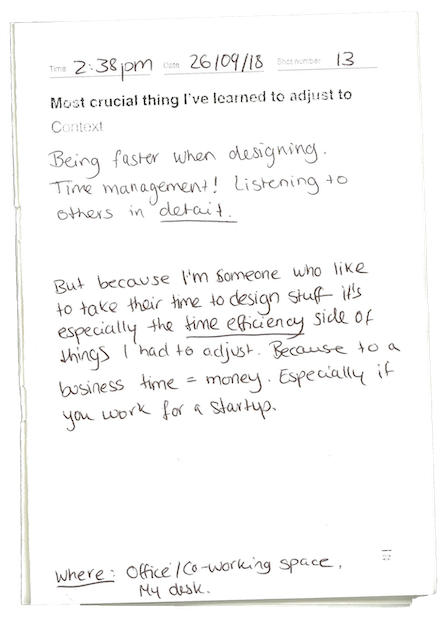 Time 2:38pm Date 26/09/18 Shot number 13
Most crucial thing I've learned to adjust to
Context
Being faster when designing.
Time management! Listening to
others in detail.
But because I'm someone who like
to take their time to design stuff it's
especially the time efficiency side of
things I had to adjust. Because to a
business time = money. Especially if
you work for a startup.
where: Office/Co-working space,
My desk.